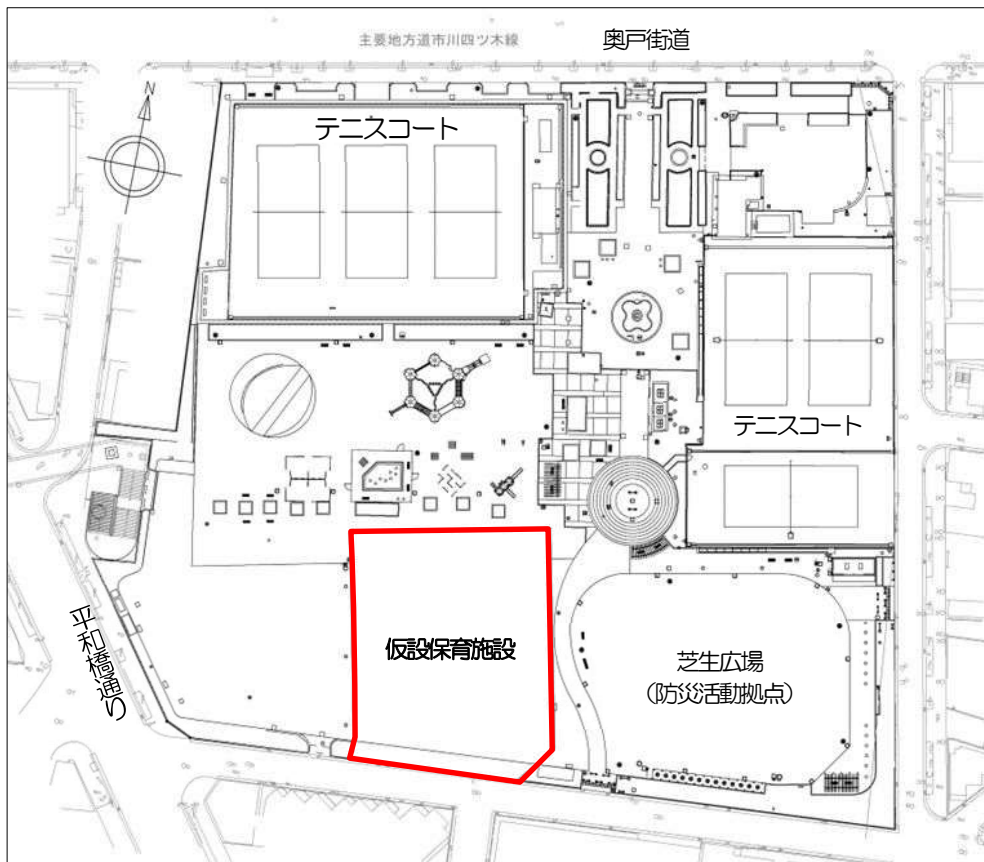 主要地方道市川四ツ木線
奥戸街道
N
テニスコート
テニスコート
平和橋通り
仮設保育施設
芝生広場
(防災活動拠点)